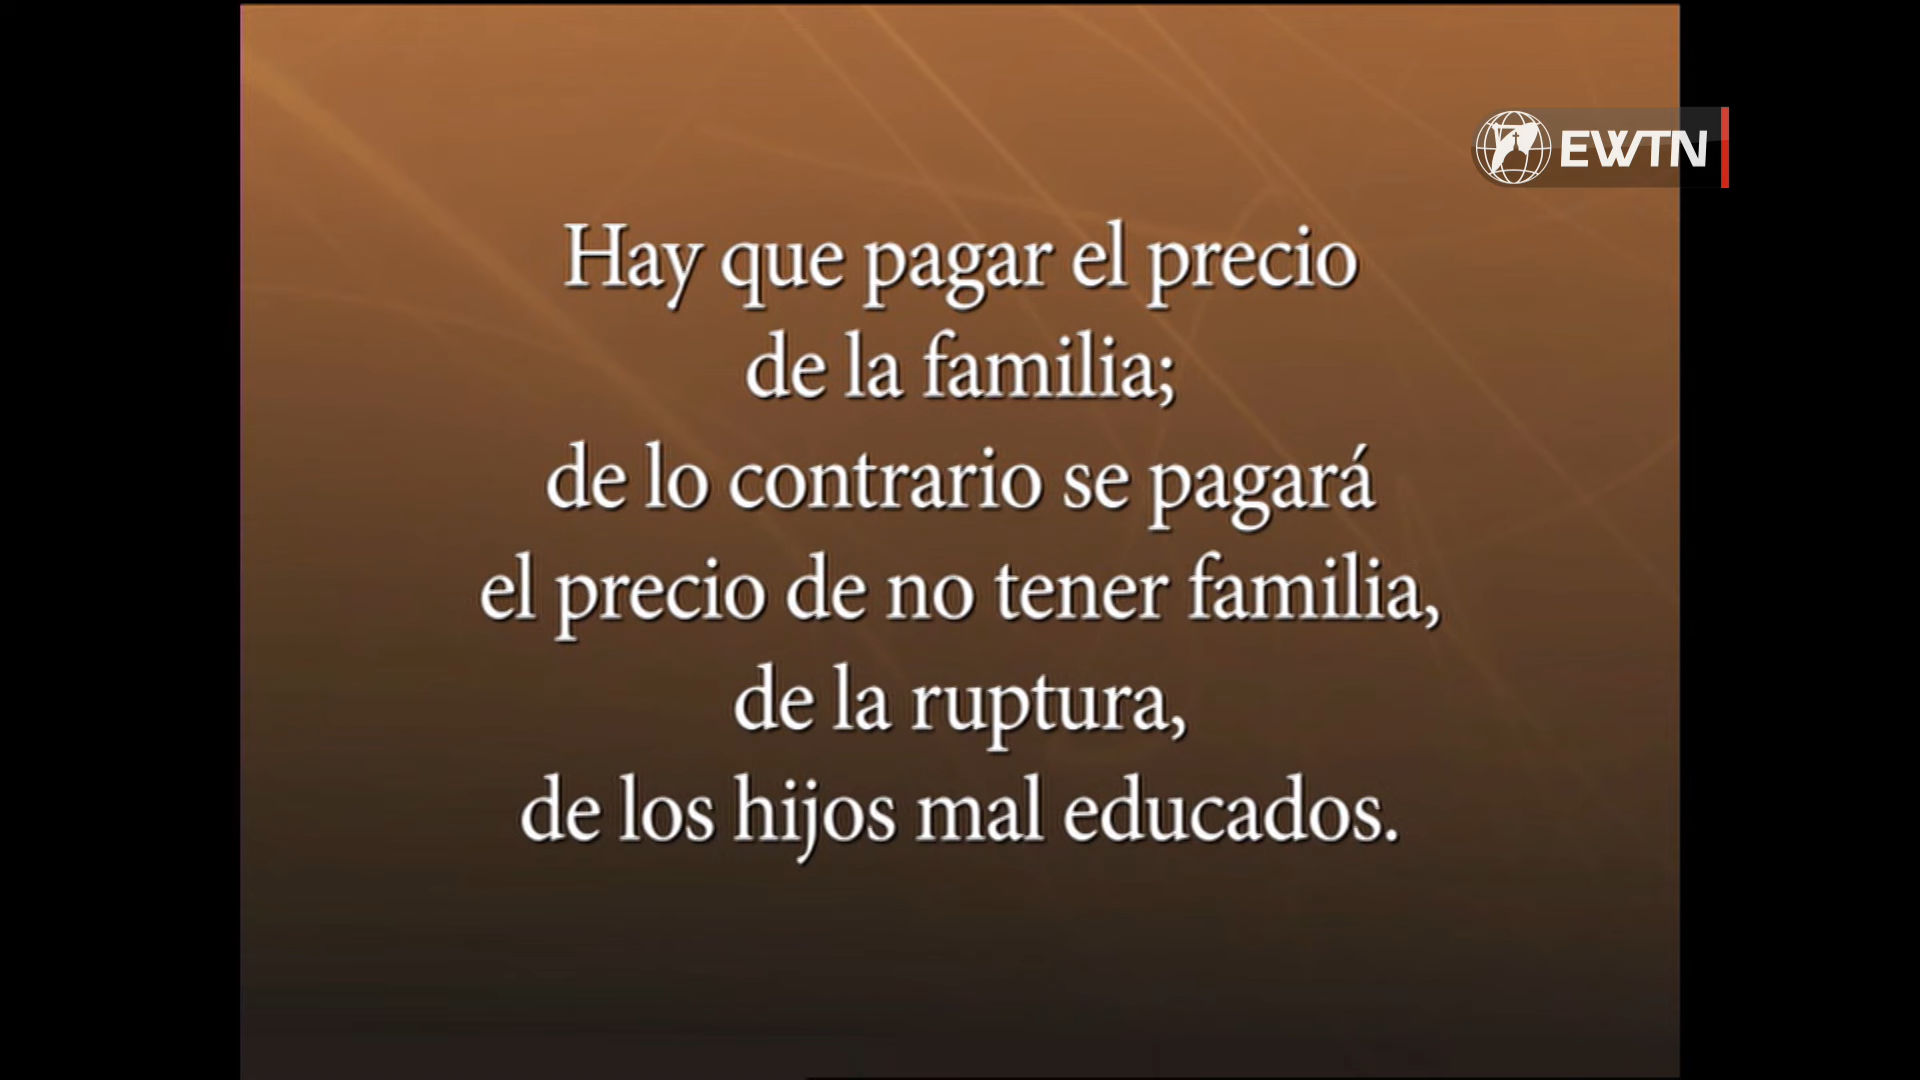 EWTN
Hay que pagar el precio
de la familia;
de lo contrario se pagará
el precio de no tener familia,
de la ruptura,
de los hijos mal educados.